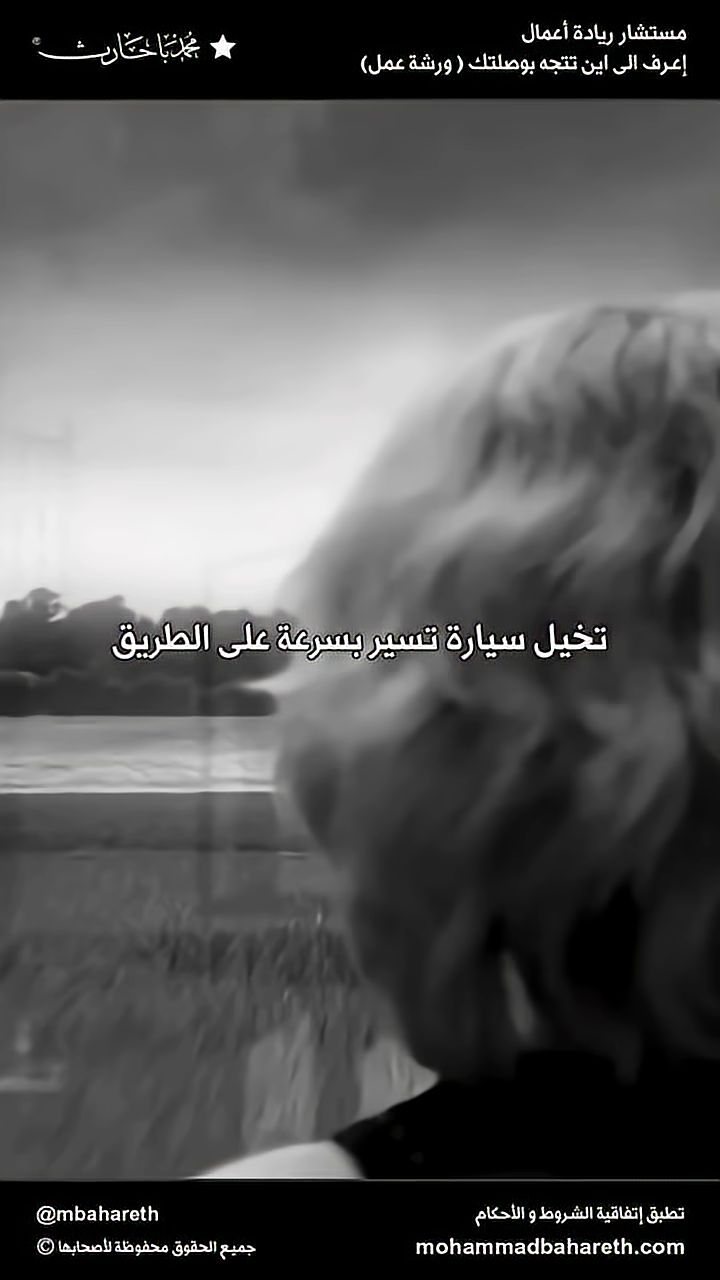 مستشار ريادة أعمال
إعرف الى اين تتجه بوصلتك ( ورشة عمل)
محمد باحارث
تخيل سيارة تسير بسرعة على الطريق
تطبق إتفاقية الشروط و الأحكام
@mbahareth
mohammadbahareth.com
جميع الحقوق محفوظة لأصحابها ©